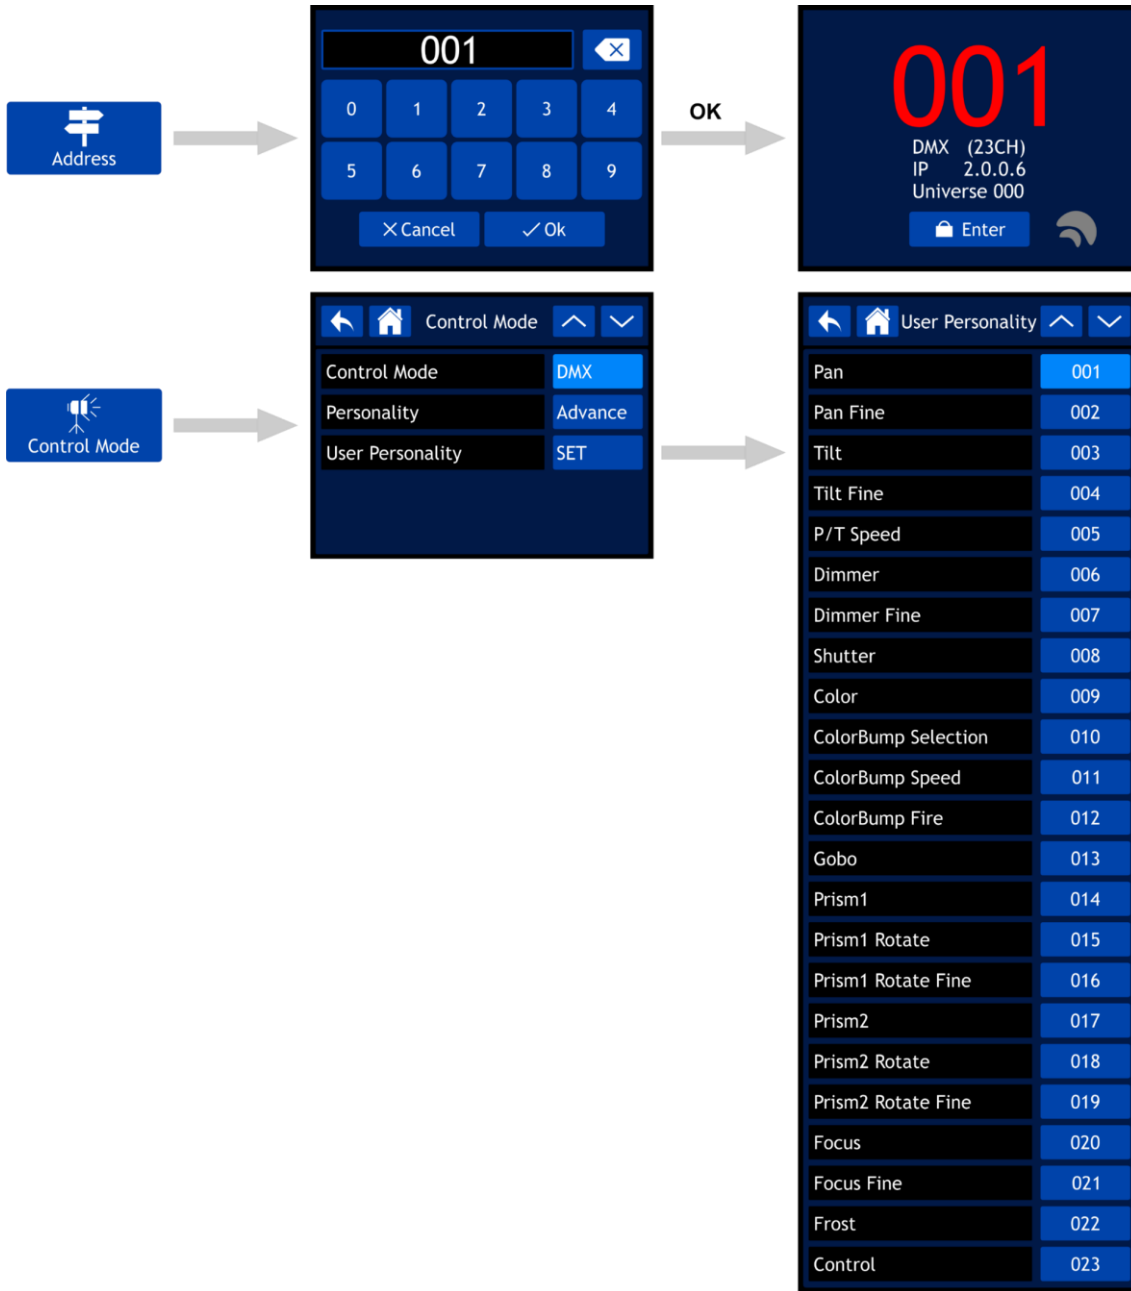 Address
001
0 1 2 3 4
5 6 7 8 9
Cancel Ok
OK
001
DMX (23CH)
IP 2.0.0.6
Universe 000
Enter
Control Mode
Control Mode
Control Mode DMX
Personality Advance
User Personality SET
User Personality
Pan 001
Pan Fine 002
Tilt 003
Tilt Fine 004
P/T Speed 005
Dimmer 006
Dimmer Fine 007
Shutter 008
Color 009
ColorBump Selection 010
ColorBump Speed 011
ColorBump Fire 012
Gobo 013
Prism1 014
Prism1 Rotate 015
Prism1 Rotate Fine 016
Prism2 017
Prism2 Rotate 018
Prism2 Rotate Fine 019
Focus 020
Focus Fine 021
Frost 022
Control 023